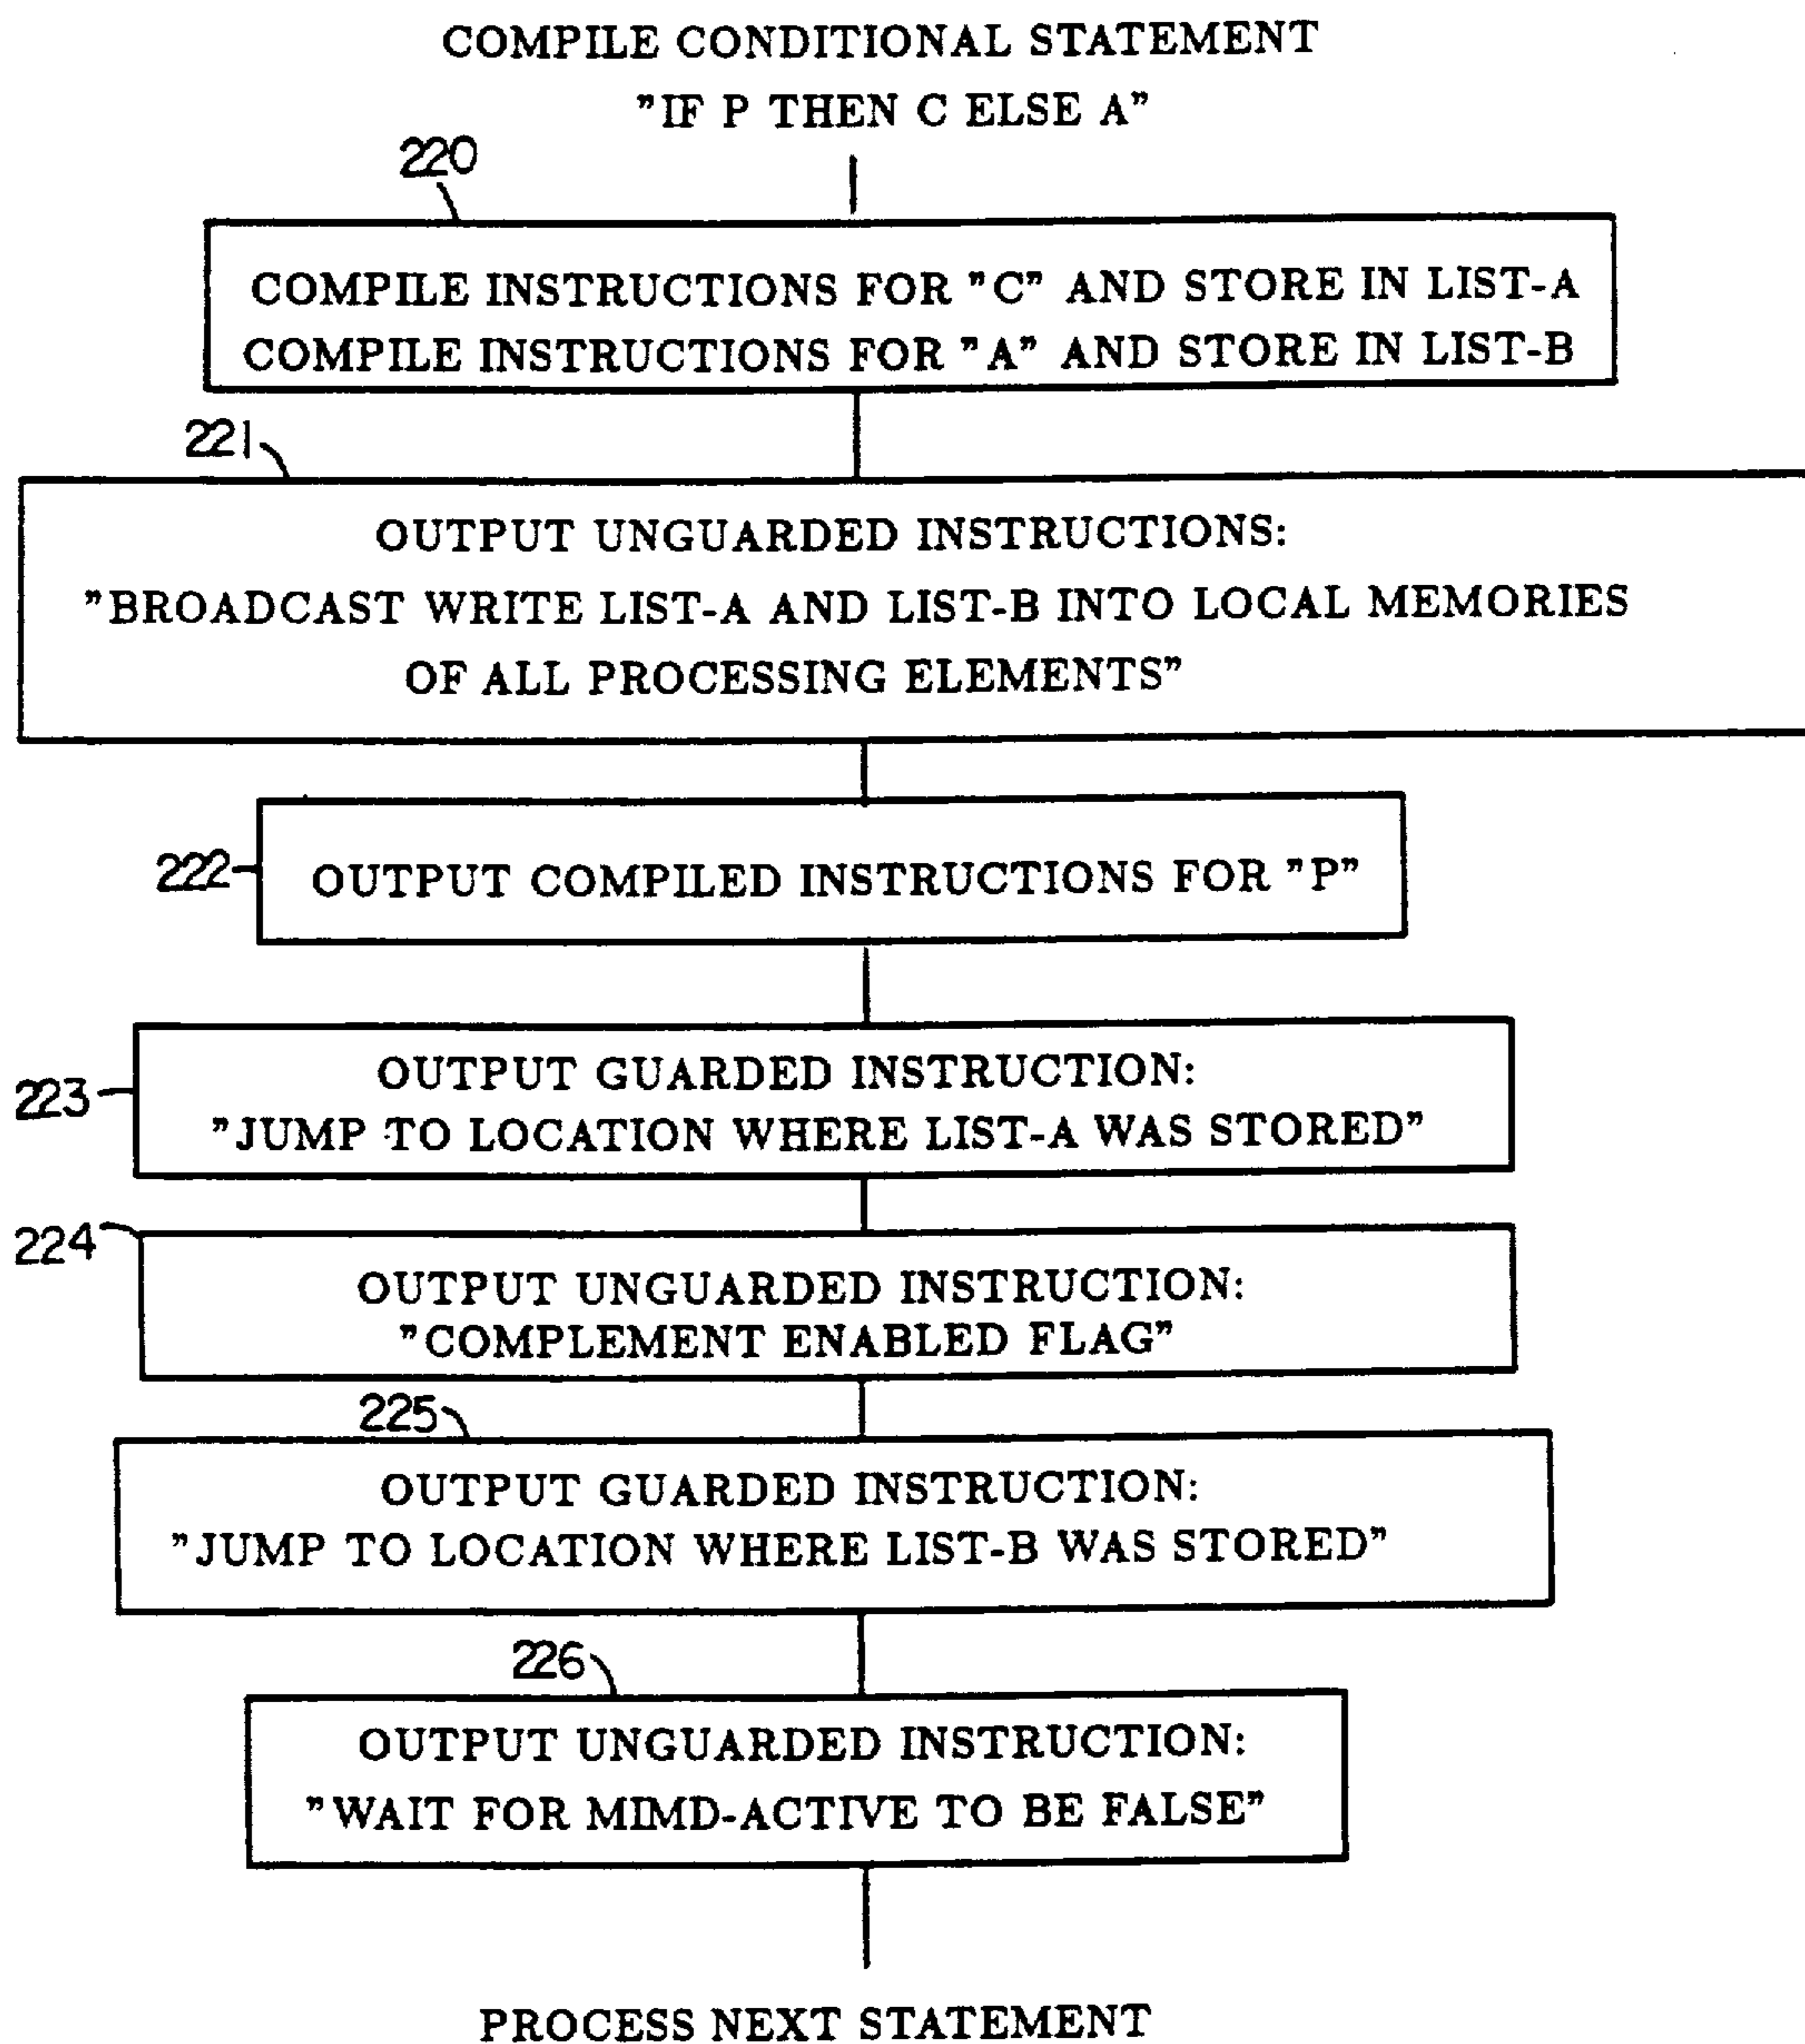 COMPILE CONDITIONAL STATEMENT
"IF P THEN C ELSE A"
220
COMPILE INSTRUCTIONS FOR "C" AND STORE IN LIST-A
COMPILE INSTRUCTIONS FOR "A" AND STORE IN LIST-B
221
OUTPUT UNGUARDED INSTRUCTIONS:
"BROADCAST WRITE LIST-A AND LIST-B INTO LOCAL MEMORIES
OF ALL PROCESSING ELEMENTS"
222
OUTPUT COMPILED INSTRUCTIONS FOR "P"
223
OUTPUT GUARDED INSTRUCTION:
"JUMP TO LOCATION WHERE LIST-A WAS STORED"
224
OUTPUT UNGUARDED INSTRUCTION:
"COMPLEMENT ENABLED FLAG"
225
OUTPUT GUARDED INSTRUCTION:
"JUMP TO LOCATION WHERE LIST-B WAS STORED"
226
OUTPUT UNGUARDED INSTRUCTION:
"WAIT FOR MIMD-ACTIVE TO BE FALSE"
PROCESS NEXT STATEMENT